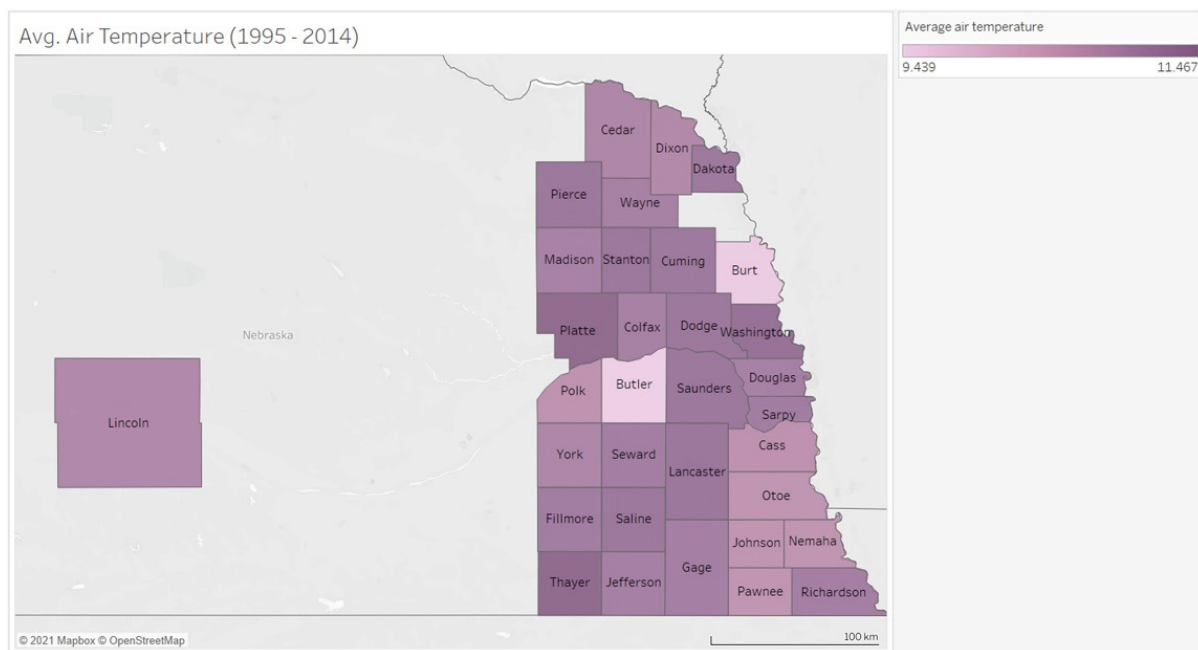 Avg. Air Temperature (1995 - 2014)
Average air temperature
9.439 11.467
Cedar
Dixon
Dakota
Pierce
Wayne
Madison Stanton Cuming
Burt
Platte Colfax Dodge Washington
Nebraska
Douglas
Polk Butler Saunders
Sarpy
Lincoln
Cass
York Seward
Lancaster
Otoe
Fillmore Saline
Johnson Nemaha
Gage
Thayer Jefferson
Pawnee Richardson
© 2021 Mapbox © OpenStreetMap
100 km